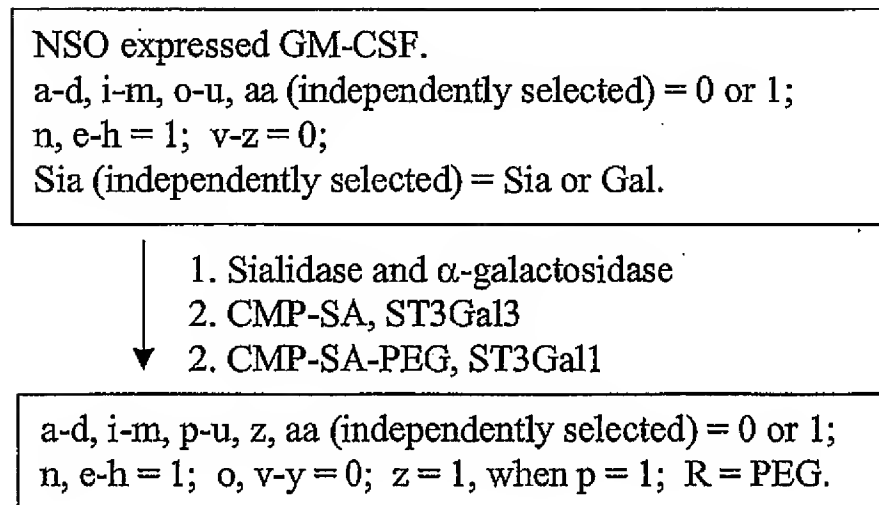 NSO expressed GM-CSF.
a-d, i-m, o-u, aa (independently selected) = 0 or 1;
n, e-h = 1; v-z = 0;
Sia (independently selected) = Sia or Gal.
1. Sialidase and α-galactosidase
2. CMP-SA, ST3Gal3
2. CMP-SA-PEG, ST3Gal1
a-d, i-m, p-u, z, aa (independently selected) = 0 or 1;
n, e-h = 1; o, v-y = 0; z = 1, when p = 1; R = PEG.